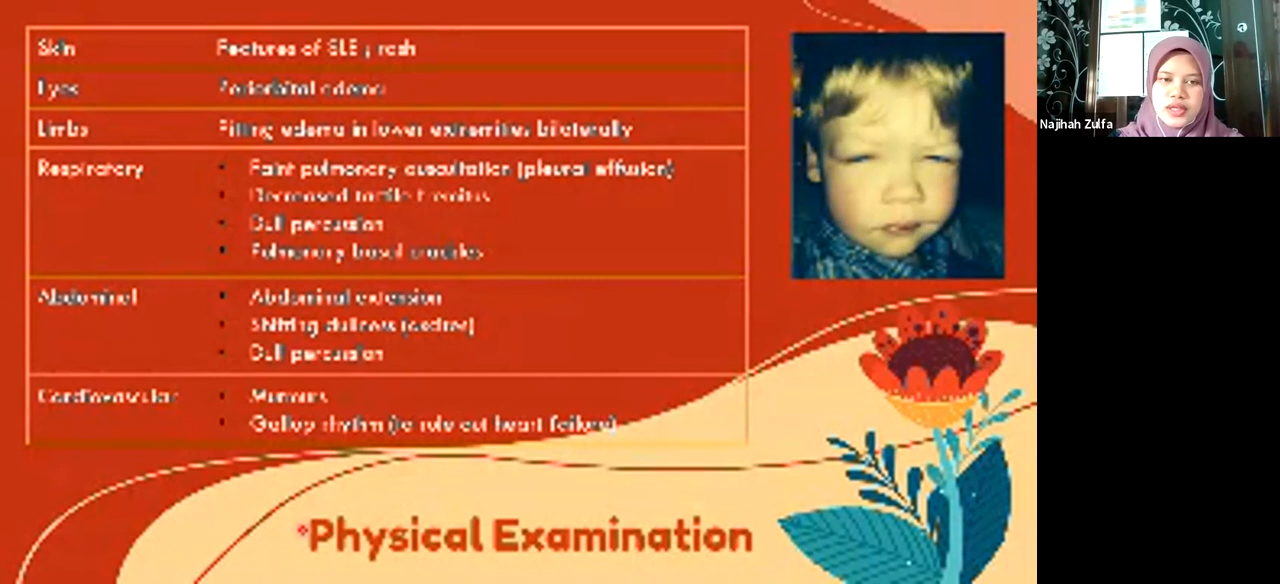 Skin Features of SLE ; rash
Eyes Periorbital edema
Limbs Pitting edema in lower extremities bilaterally
Respiratory • Faint pulmonary auscultation (pleural effusion)
• Decreased tactile fremitus
• Dull percussion
• Pulmonary basal crackles
Abdominal • Abdominal extension
• Shifting dullness (ascites)
• Dull percussion
Cardiovascular • Murmurs
• Gallop rhythm (to rule out heart failure)
Physical Examination
Najihah Zulfa